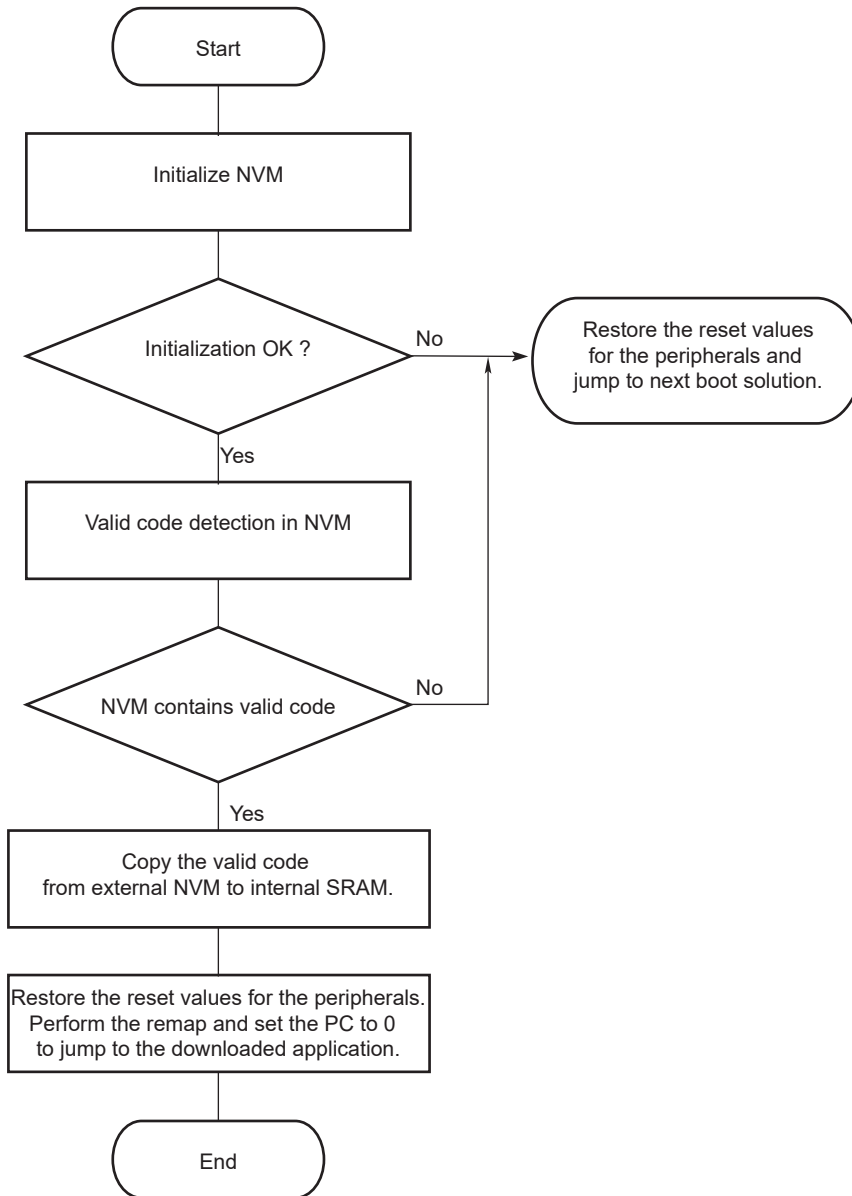 Start
Initialize NVM
Initialization OK ?
No
Restore the reset values
for the peripherals and
jump to next boot solution.
Yes
Valid code detection in NVM
No
NVM contains valid code
Yes
Copy the valid code
from external NVM to internal SRAM.
Restore the reset values for the peripherals.
Perform the remap and set the PC to 0
to jump to the downloaded application.
End